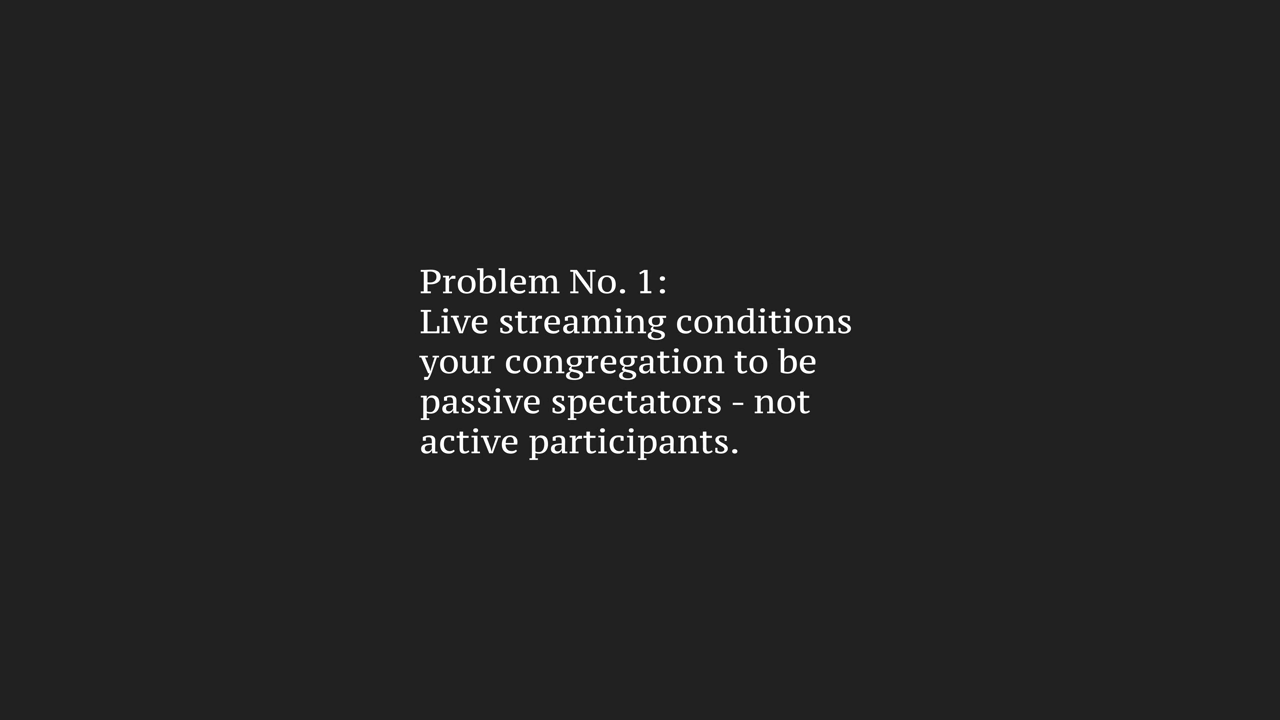 Problem No. 1:
Live streaming conditions
your congregation to be
passive spectators - not
active participants.